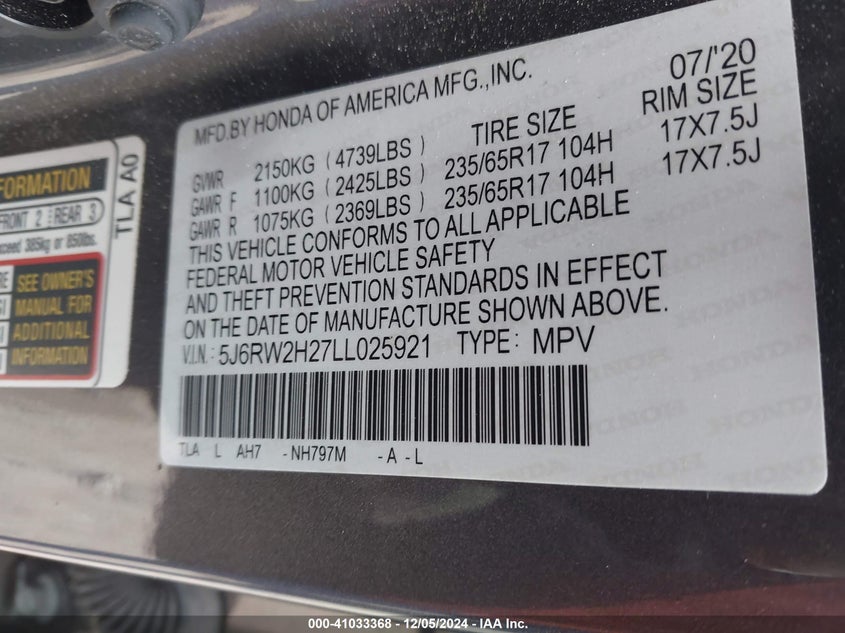 MFD.BY HONDA OF AMERICA MFG.,INC. 07/'20
TIRE SIZE RIM SIZE
GVWR 2150KG ( 4739LBS )
GAWR F 1100KG ( 2425LBS ) 235/65R17 104H 17X7.5J
GAWR R 1075KG ( 2369LBS ) 235/65R17 104H 17X7.5J
THIS VEHICLE CONFORMS TO ALL APPLICABLE
FEDERAL MOTOR VEHICLE SAFETY
AND THEFT PREVENTION STANDARDS IN EFFECT
ON THE DATE OF MANUFACTURE SHOWN ABOVE.
V.I.N.: 5J6RW2H27LL025921 TYPE: MPV
TLA L AH7 - NH797M - A - L
FRONT 2 REAR 3
385kg or 850lbs.
TLA A0
SEE OWNER'S
MANUAL FOR
ADDITIONAL
INFORMATION
000-41033368 - 12/05/2024 - IAA Inc.